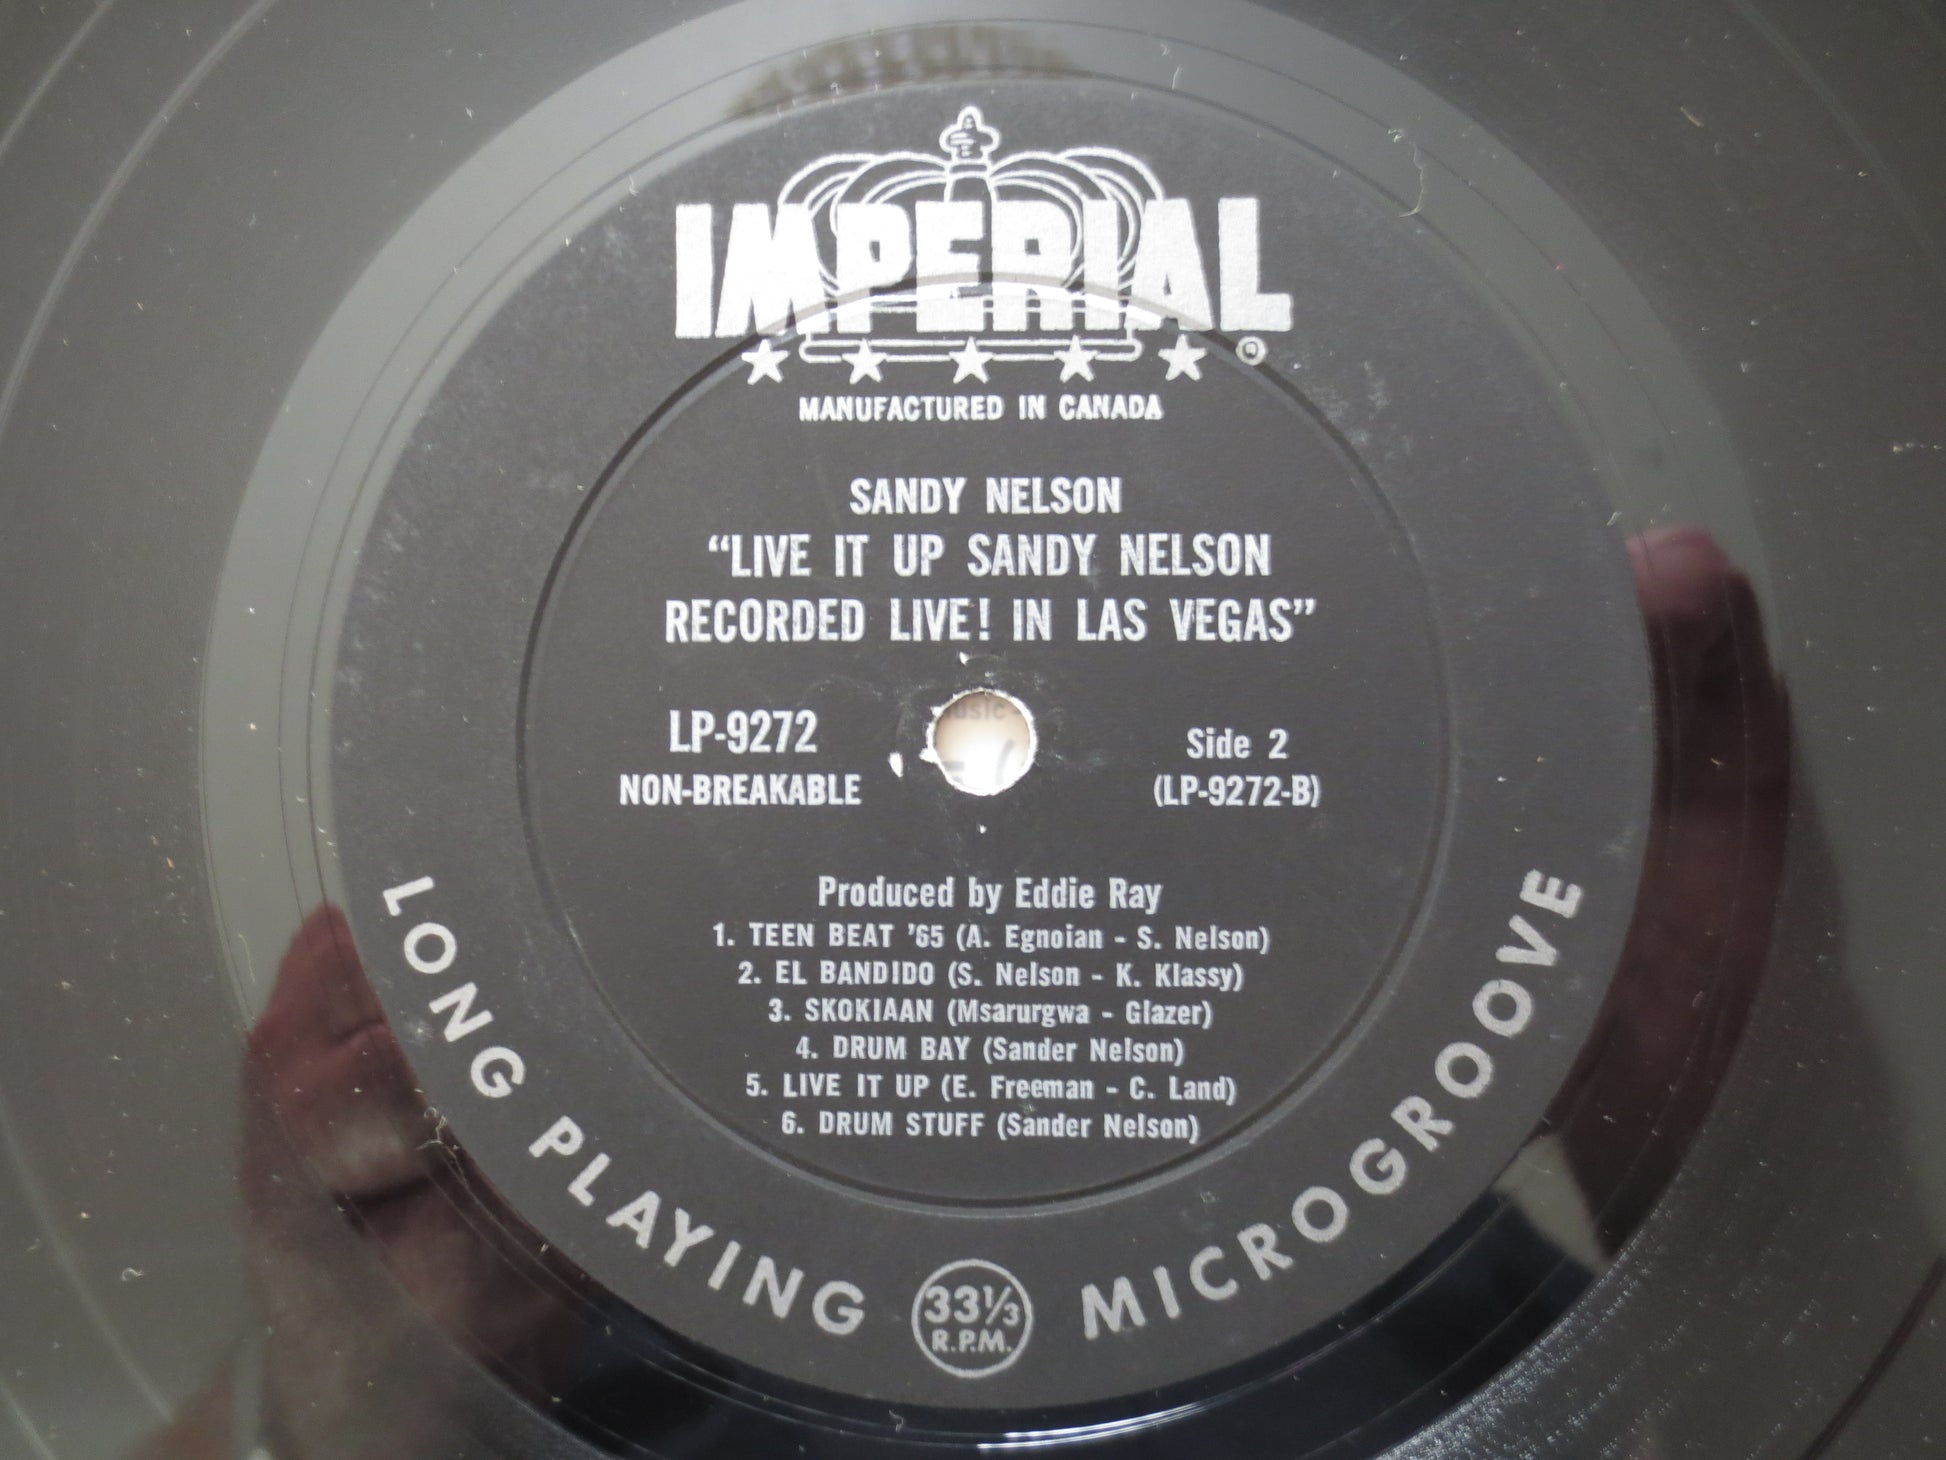 IMPERIAL
MANUFACTURED IN CANADA
SANDY NELSON
“LIVE IT UP SANDY NELSON
RECORDED LIVE! IN LAS VEGAS”
LP-9272
NON-BREAKABLE
Side 2
(LP-9272-B)
Produced by Eddie Ray
1. TEEN BEAT ’65 (A. Egnoian - S. Nelson)
2. EL BANDIDO (S. Nelson - K. Klassy)
3. SKOKIAAN (Msarurgwa - Glazer)
4. DRUM BAY (Sander Nelson)
5. LIVE IT UP (E. Freeman - C. Land)
6. DRUM STUFF (Sander Nelson)
LONG PLAYING
33⅓
R.P.M.
MICROGROOVE